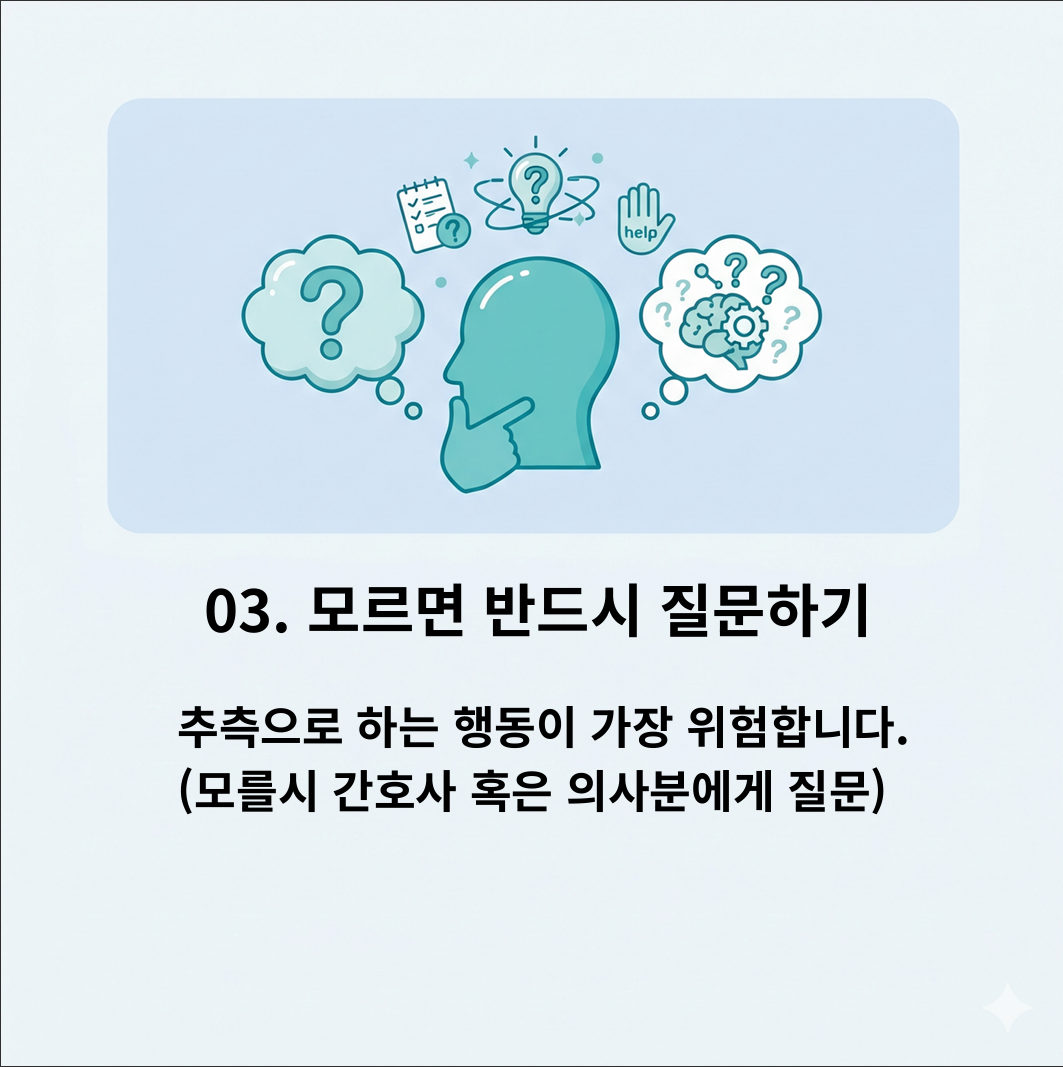 ?
?
help
?
?
? ? ?
? ?
?
03. 모르면 반드시 질문하기
추측으로 하는 행동이 가장 위험합니다.
(모를시 간호사 혹은 의사분에게 질문)